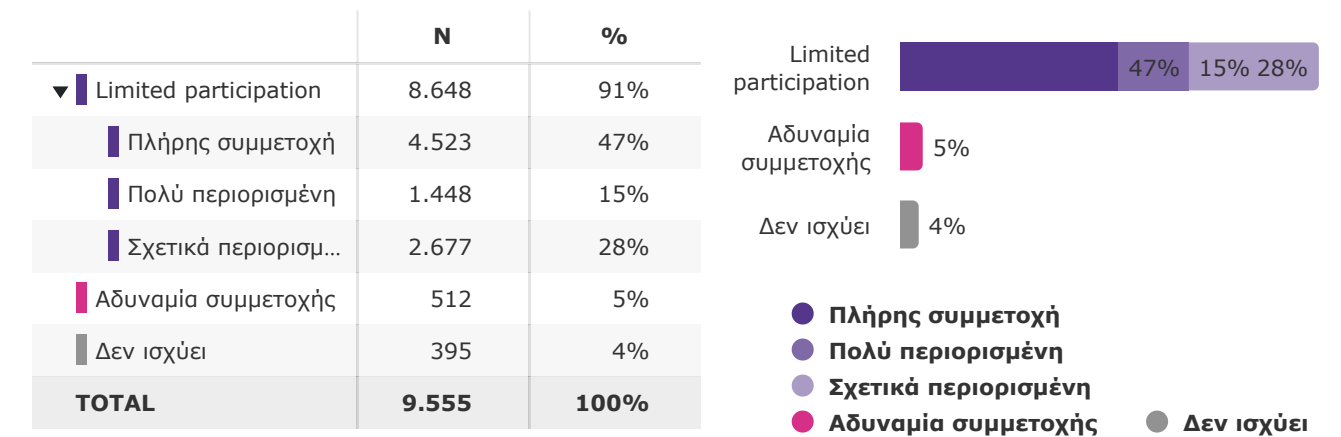 N %
Limited participation 8.648 91%
Πλήρης συμμετοχή 4.523 47%
Πολύ περιορισμένη 1.448 15%
Σχετικά περιορισμ... 2.677 28%
Αδυναμία συμμετοχής 512 5%
Δεν ισχύει 395 4%
TOTAL 9.555 100%
Limited
participation
47% 15% 28%
Αδυναμία
συμμετοχής
5%
Δεν ισχύει
4%
Πλήρης συμμετοχή
Πολύ περιορισμένη
Σχετικά περιορισμένη
Αδυναμία συμμετοχής Δεν ισχύει